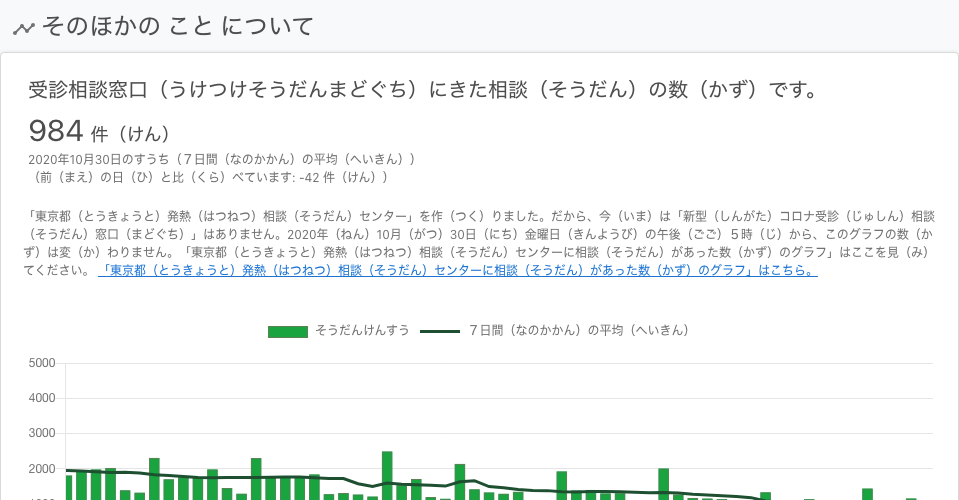 そのほかの こと について
受診相談窓口（うけつけそうだんまどぐち）にきた相談（そうだん）の数（かず）です。
984 件（けん）
2020年10月30日のすうち（７日間（なのかかん）の平均（へいきん））
（前（まえ）の日（ひ）と比（くら）べています: -42 件（けん））
「東京都（とうきょうと）発熱（はつねつ）相談（そうだん）センター」を作（つく）りました。だから、今（いま）は「新型（しんがた）コロナ受診（じゅしん）相談
（そうだん）窓口（まどぐち）」はありません。2020年（ねん）10月（がつ）30日（にち）金曜日（きんようび）の午後（ごご）５時（じ）から、このグラフの数（か
ず）は変（か）わりません。「東京都（とうきょうと）発熱（はつねつ）相談（そうだん）センターに相談（そうだん）があった数（かず）のグラフ」はここを見（み）
てください。 「東京都（とうきょうと）発熱（はつねつ）相談（そうだん）センターに相談（そうだん）があった数（かず）のグラフ」はこちら。
そうだんけんすう ７日間（なのかかん）の平均（へいきん）
5000
4000
3000
2000